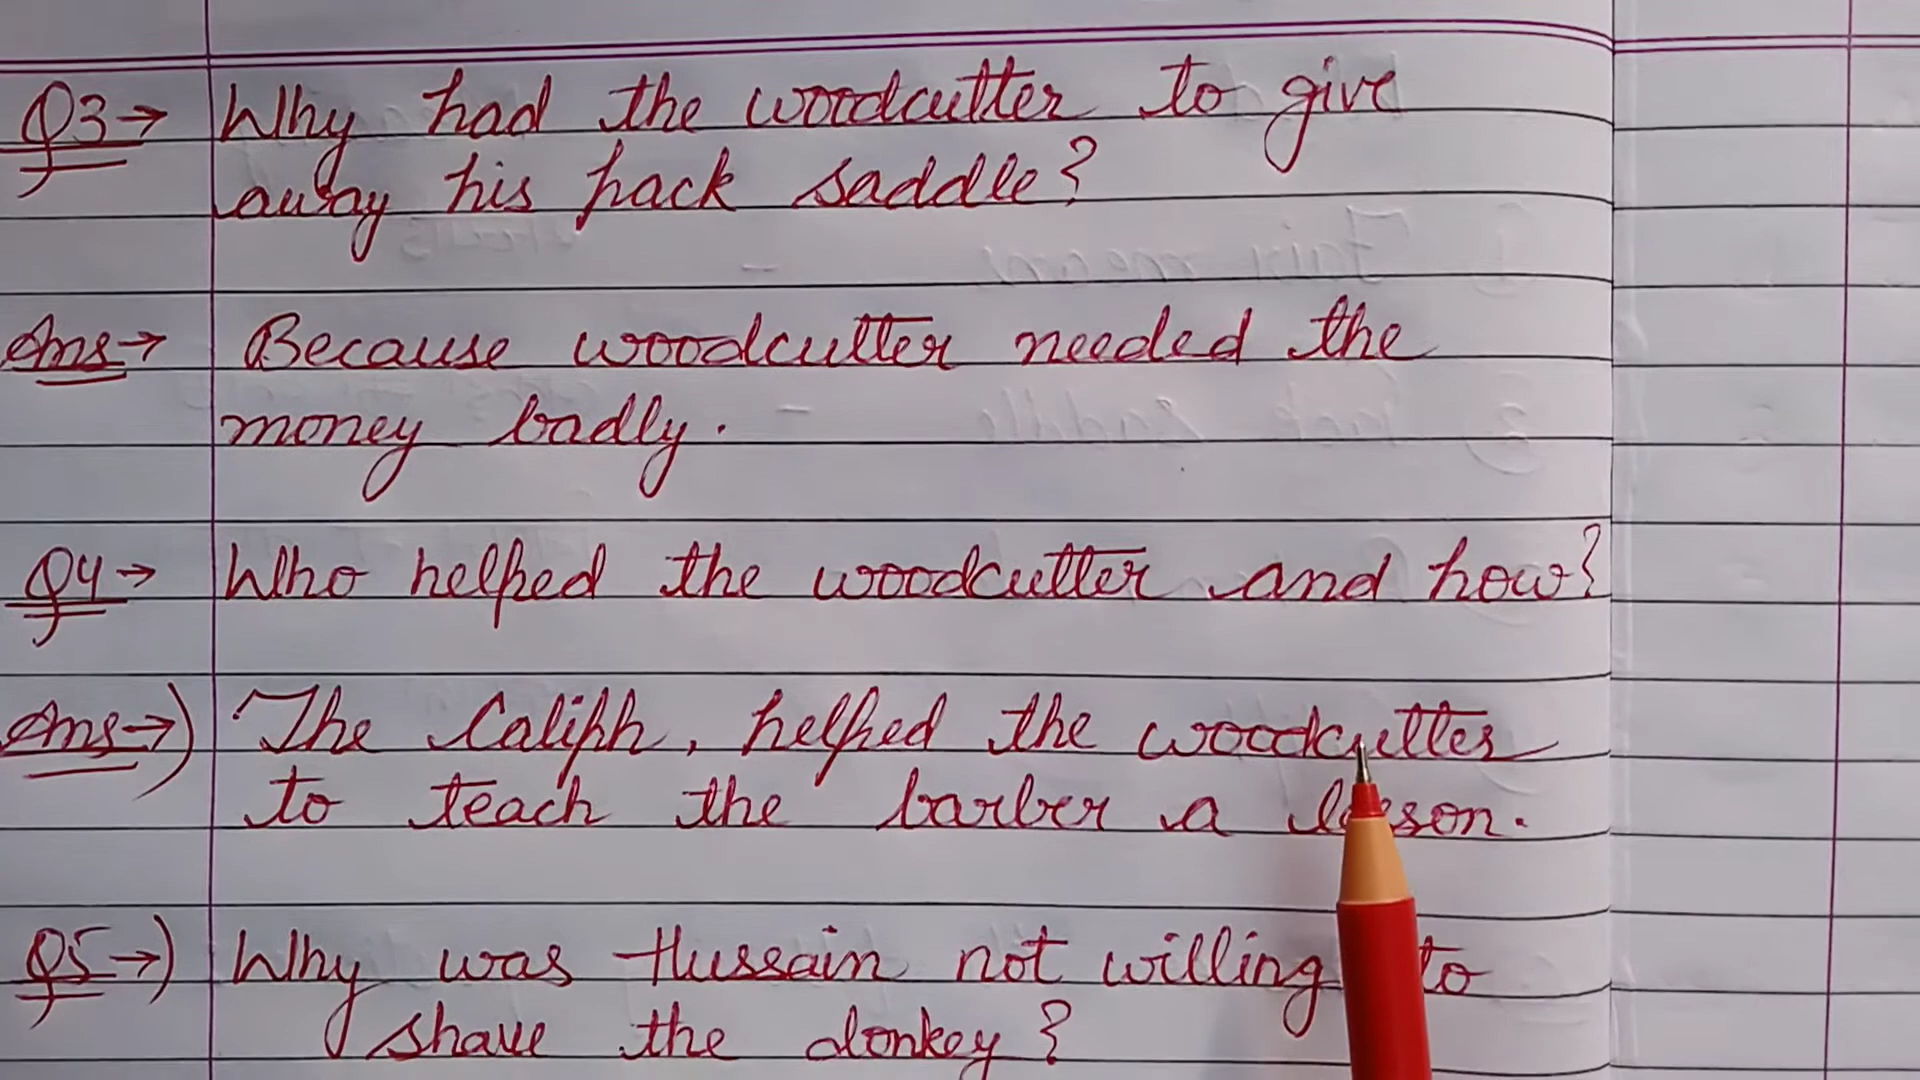 Q3→ Why had the woodcutter to give
away his pack saddle?
Ans→ Because woodcutter needed the
money badly.
Q4→ Who helped the woodcutter and how?
Ans→) The Caliph, helped the woodcutter
to teach the barber a lesson.
Q5→) Why was Hussain not willing to
shave the donkey?